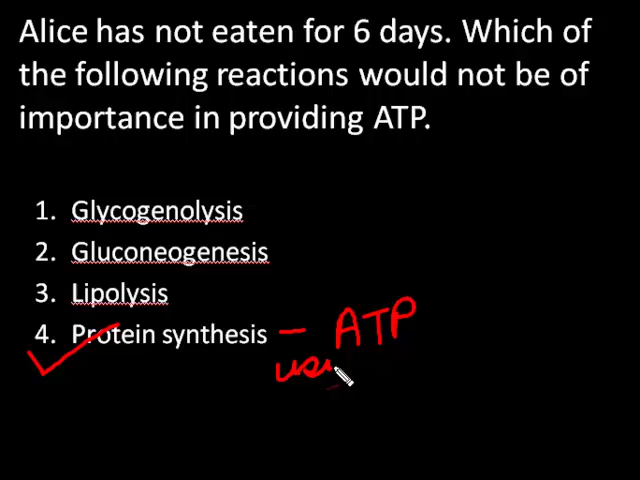 Alice has not eaten for 6 days. Which of
the following reactions would not be of
importance in providing ATP.
1. Glycogenolysis
2. Gluconeogenesis
3. Lipolysis
4. Protein synthesis – ATP